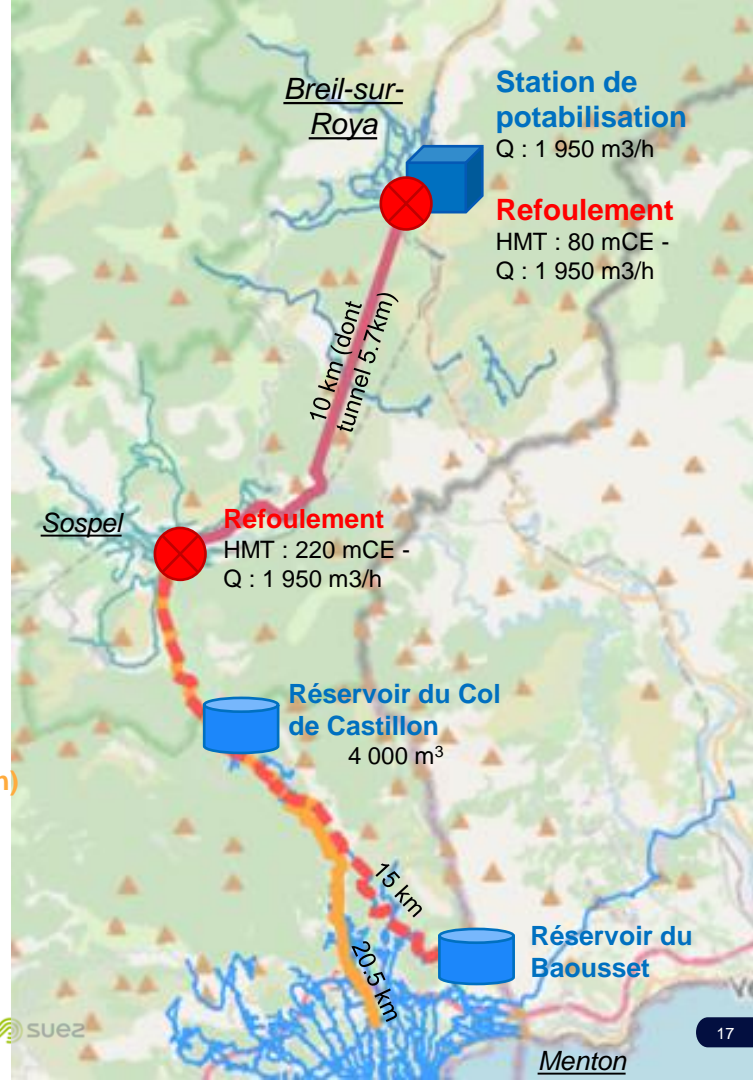 Breil-sur-
Roya
Station de
potabilisation
Q : 1 950 m3/h
Refoulement
HMT : 80 mCE -
Q : 1 950 m3/h
10 km (dont
tunnel 5.7km)
Sospel
Refoulement
HMT : 220 mCE -
Q : 1 950 m3/h
Réservoir du Col
de Castillon
4 000 m³
)
15 km
20.5 km
Réservoir du
Baousset
suez
17
Menton